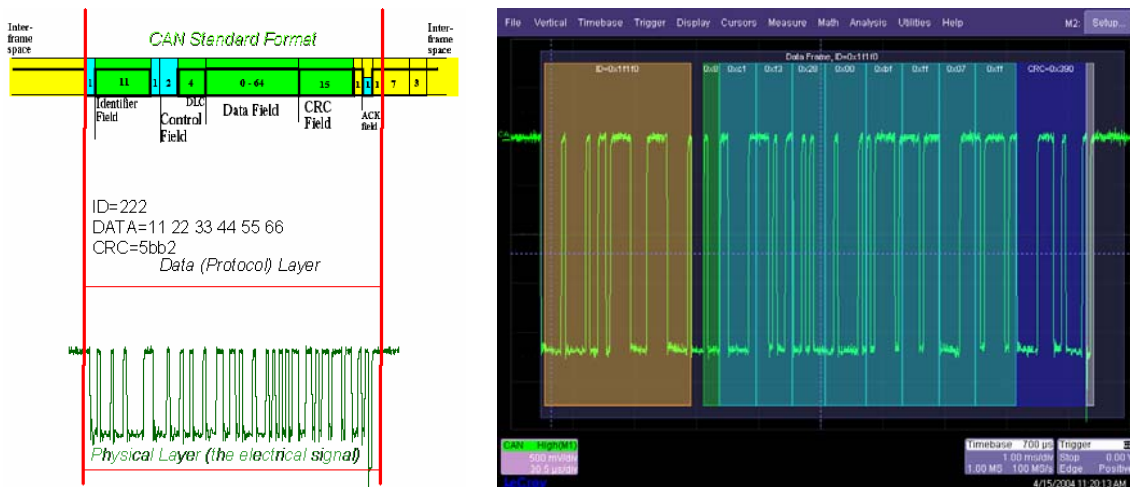 Inter-
frame
space
CAN Standard Format
Inter-
frame
space
1
11
1
2
4
0 - 64
15
1
1
1
7
3
Identifier
Field
Control
Field
DLC
Data Field
CRC
Field
ACK
field
ID=222
DATA=11 22 33 44 55 66
CRC=5bb2
Data (Protocol) Layer
Physical Layer (the electrical signal)
File Vertical Timebase Trigger Display Cursors Measure Math Analysis Utilities Help M2: Setup...
Data Frame, ID=0x1f1f0
ID=0x1f1f0 0xc1 0xf3 0x28 0x00 0xbf 0xff 0x07 0xff CRC=0x390
CAN High(M1)
500 mV/div
20.5 µs/div
Timebase 700 µs
1.00 ms/div
1.00 MS 100 MS/s
Trigger
Stop 0.00 V
Edge Positive
LeCroy
4/15/2004 11:20:13 AM